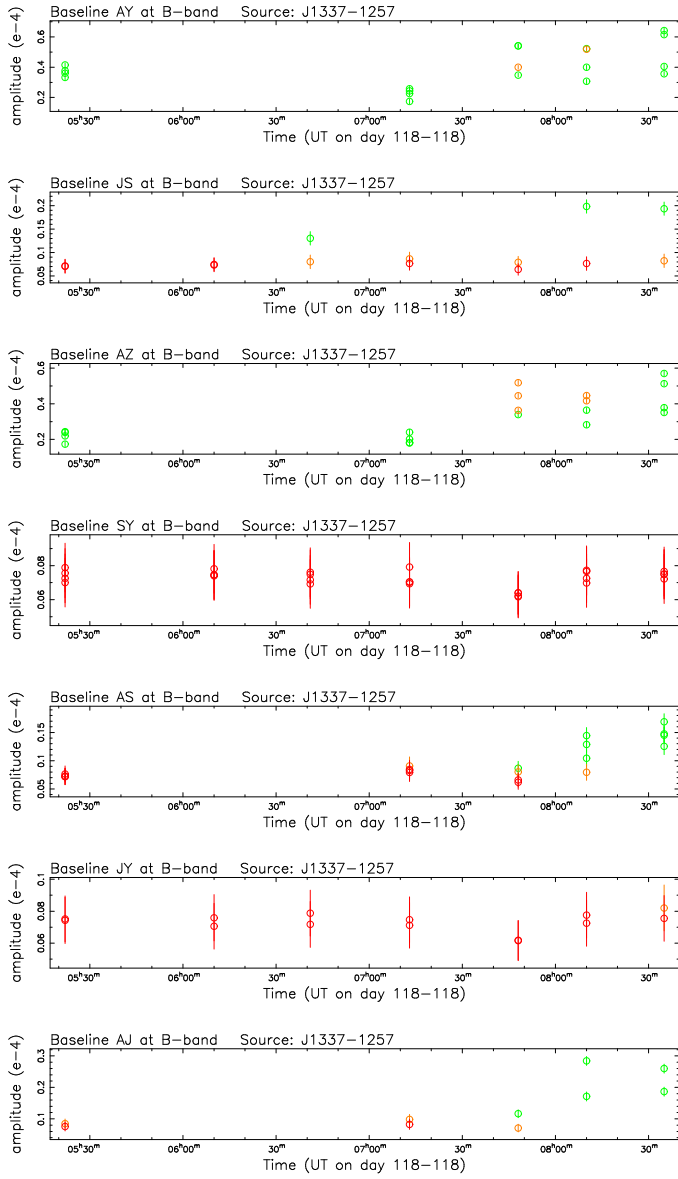 Baseline AY at B-band Source: J1337-1257
amplitude (e-4)
0.6
0.4
0.2
05h30m 06h00m 30m 07h00m 30m 08h00m 30m
Time (UT on day 118-118)
Baseline JS at B-band Source: J1337-1257
amplitude (e-4)
0.2
0.15
0.1
0.05
05h30m 06h00m 30m 07h00m 30m 08h00m 30m
Time (UT on day 118-118)
Baseline AZ at B-band Source: J1337-1257
amplitude (e-4)
0.6
0.4
0.2
05h30m 06h00m 30m 07h00m 30m 08h00m 30m
Time (UT on day 118-118)
Baseline SY at B-band Source: J1337-1257
amplitude (e-4)
0.08
0.06
05h30m 06h00m 30m 07h00m 30m 08h00m 30m
Time (UT on day 118-118)
Baseline AS at B-band Source: J1337-1257
amplitude (e-4)
0.15
0.1
0.05
05h30m 06h00m 30m 07h00m 30m 08h00m 30m
Time (UT on day 118-118)
Baseline JY at B-band Source: J1337-1257
amplitude (e-4)
0.1
0.08
0.06
05h30m 06h00m 30m 07h00m 30m 08h00m 30m
Time (UT on day 118-118)
Baseline AJ at B-band Source: J1337-1257
amplitude (e-4)
0.3
0.2
0.1
05h30m 06h00m 30m 07h00m 30m 08h00m 30m
Time (UT on day 118-118)